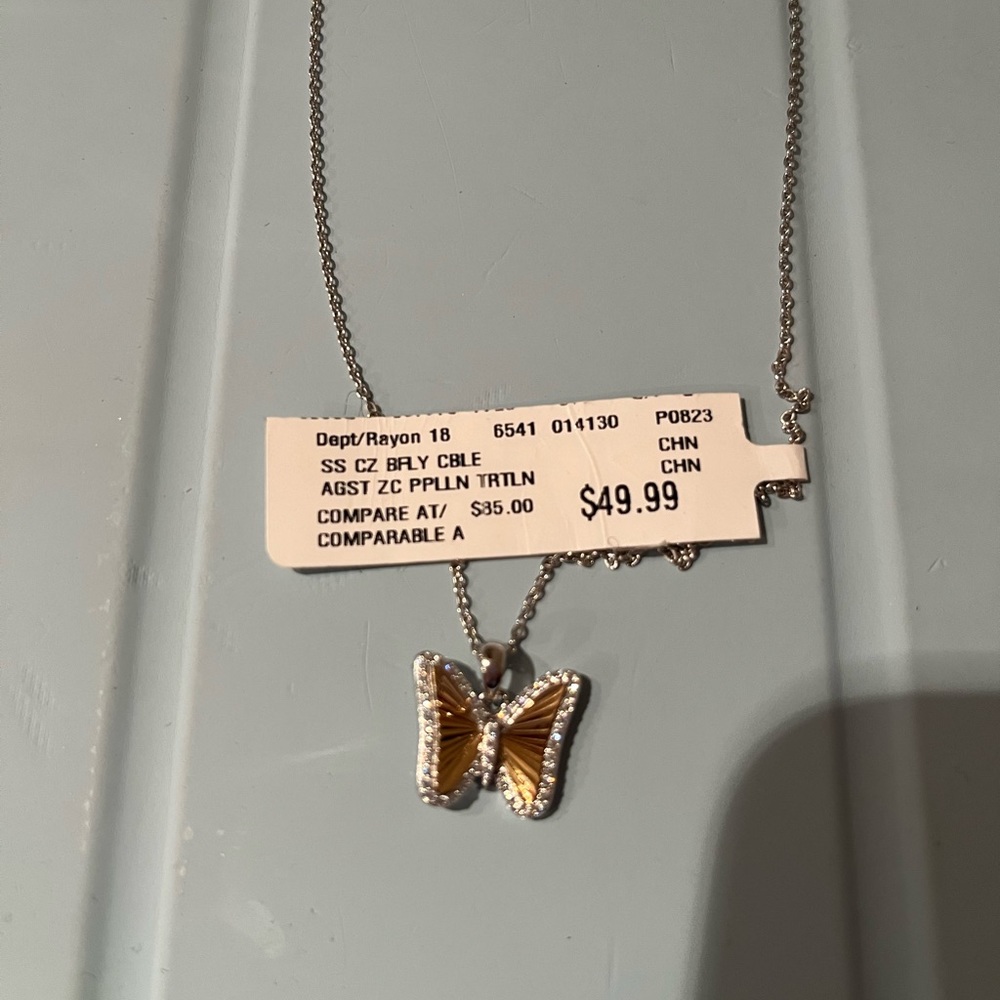 Dept/Rayon 18 6541 014130 P0823
SS CZ BFLY CBLE CHN
AGST ZC PPLLN TRTLN CHN
COMPARE AT/ $85.00 $49.99
COMPARABLE A